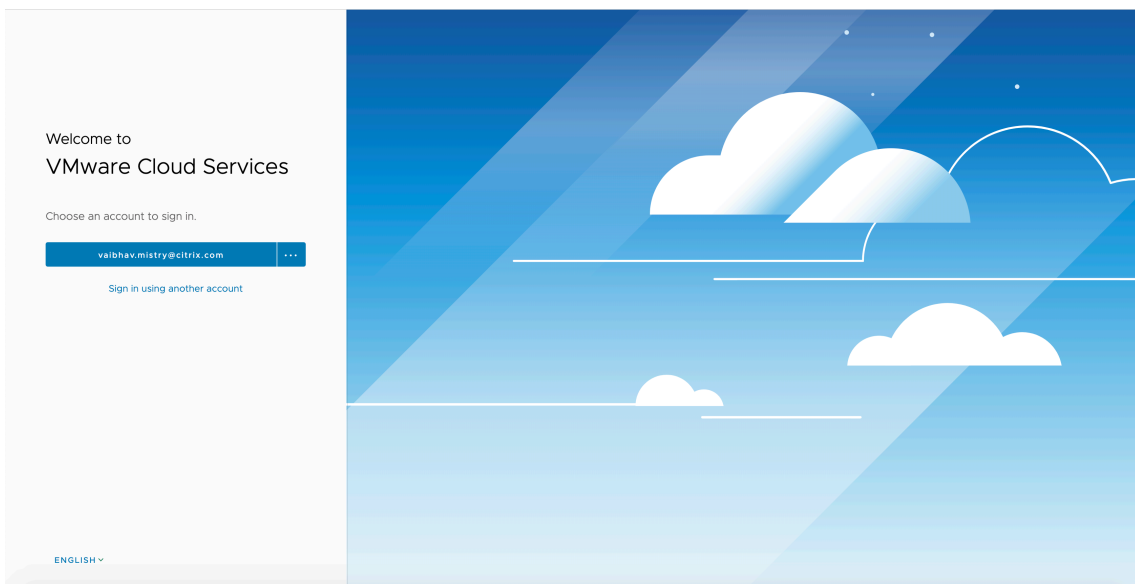 Welcome to
VMware Cloud Services
Choose an account to sign in.
vaibhav.mistry@citrix.com
Sign in using another account
ENGLISH